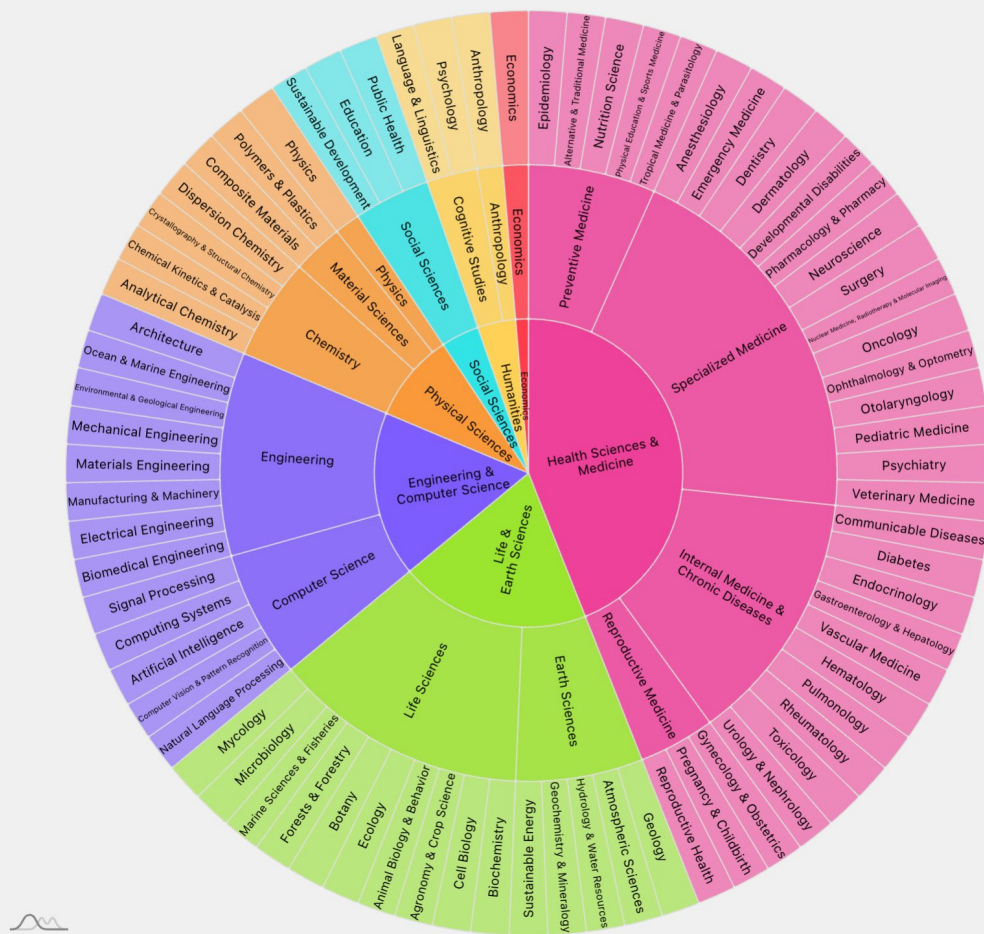 Health Sciences &
Medicine
Life &
Earth Sciences
Engineering &
Computer Science
Physical Sciences
Social Sciences
Humanities
Economics
Preventive Medicine
Specialized Medicine
Internal Medicine &
Chronic Diseases
Reproductive Medicine
Earth Sciences
Life Sciences
Computer Science
Engineering
Chemistry
Material Sciences
Physics
Social Sciences
Cognitive Studies
Anthropology
Economics
Epidemiology
Alternative & Traditional Medicine
Nutrition Science
Physical Education & Sports Medicine
Tropical Medicine & Parasitology
Anesthesiology
Emergency Medicine
Dentistry
Dermatology
Developmental Disabilities
Pharmacology & Pharmacy
Neuroscience
Surgery
Nuclear Medicine, Radiotherapy & Molecular Imaging
Oncology
Ophthalmology & Optometry
Otolaryngology
Pediatric Medicine
Psychiatry
Veterinary Medicine
Communicable Diseases
Diabetes
Endocrinology
Gastroenterology & Hepatology
Vascular Medicine
Hematology
Pulmonology
Rheumatology
Toxicology
Urology & Nephrology
Gynecology & Obstetrics
Pregnancy & Childbirth
Reproductive Health
Geology
Atmospheric Sciences
Hydrology & Water Resources
Geochemistry & Mineralogy
Sustainable Energy
Biochemistry
Cell Biology
Agronomy & Crop Science
Animal Biology & Behavior
Ecology
Botany
Forests & Forestry
Marine Sciences & Fisheries
Microbiology
Mycology
Natural Language Processing
Computer Vision & Pattern Recognition
Artificial Intelligence
Computing Systems
Signal Processing
Biomedical Engineering
Electrical Engineering
Manufacturing & Machinery
Materials Engineering
Mechanical Engineering
Environmental & Geological Engineering
Ocean & Marine Engineering
Architecture
Analytical Chemistry
Chemical Kinetics & Catalysis
Crystallography & Structural Chemistry
Dispersion Chemistry
Composite Materials
Polymers & Plastics
Physics
Sustainable Development
Education
Public Health
Language & Linguistics
Psychology
Anthropology
Economics